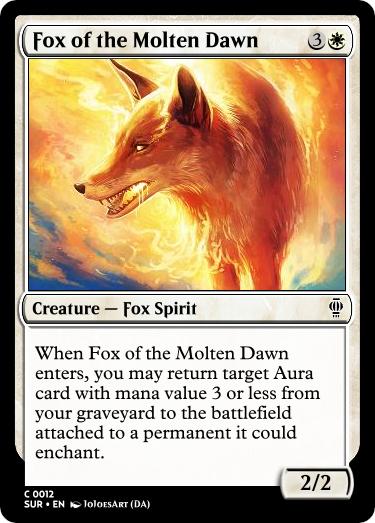 Fox of the Molten Dawn 3
Creature — Fox Spirit
When Fox of the Molten Dawn
enters, you may return target Aura
card with mana value 3 or less from
your graveyard to the battlefield
attached to a permanent it could
enchant.
2/2
C 0012
SUR • EN JoJoesArt (DA)